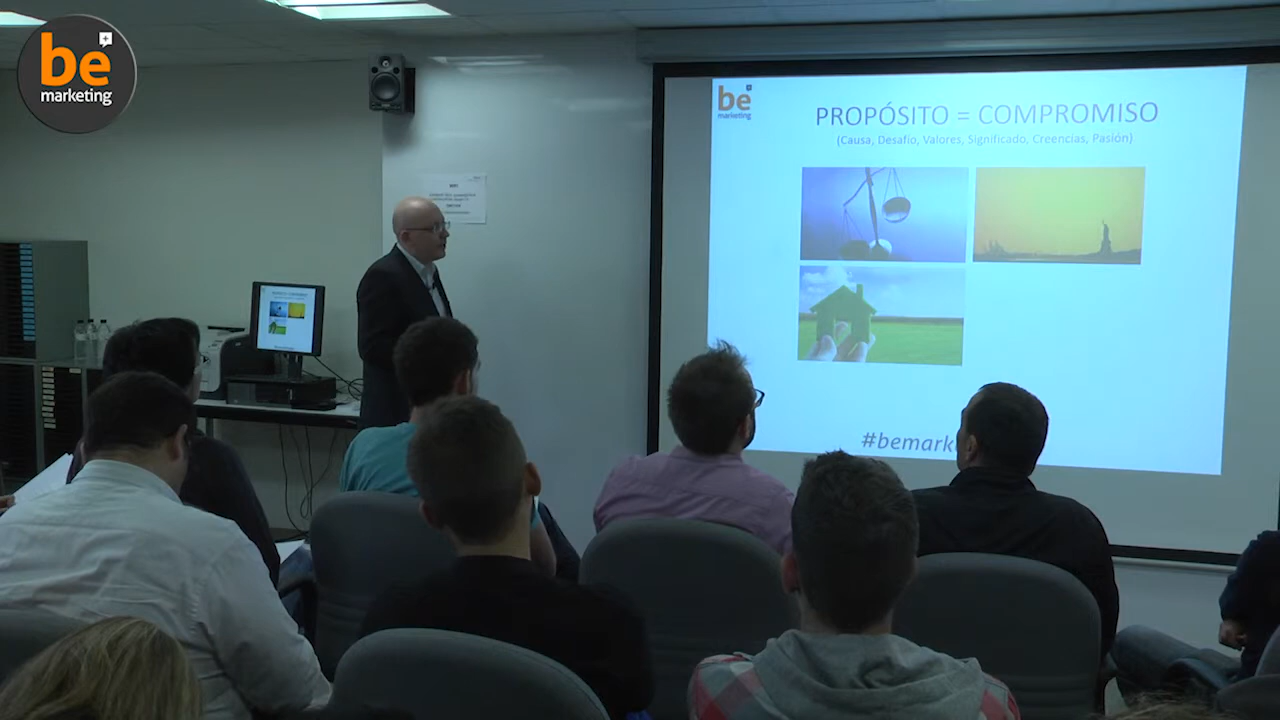 be
marketing
be
marketing
PROPÓSITO = COMPROMISO
(Causa, Desafío, Valores, Significado, Creencias, Pasión)
#bemark